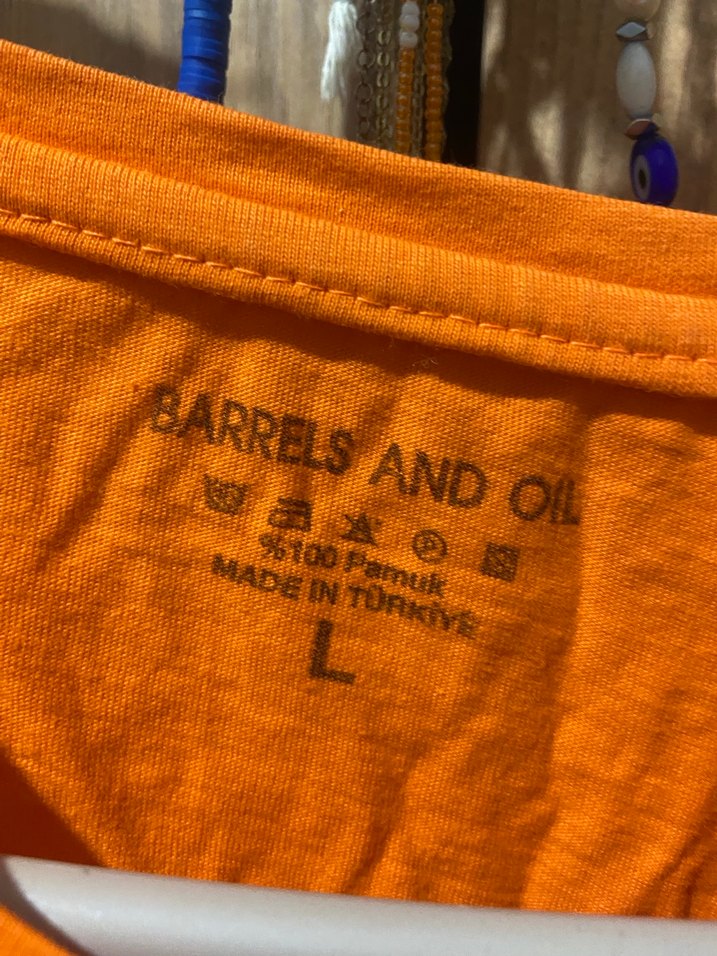 BARRELS AND OIL
%100 Pamuk
MADE IN TÜRKİYE
L